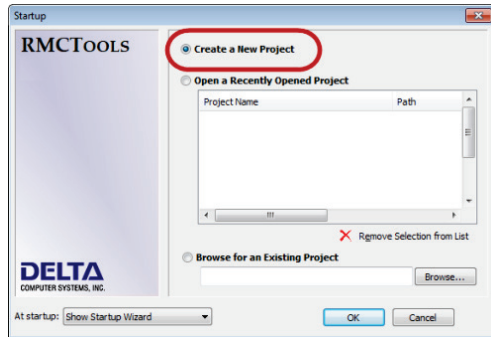 Startup
RMCTOOLS
Create a New Project
Open a Recently Opened Project
Project Name Path
Remove Selection from List
Browse for an Existing Project
Browse...
DELTA
COMPUTER SYSTEMS, INC.
At startup: Show Startup Wizard
OK Cancel